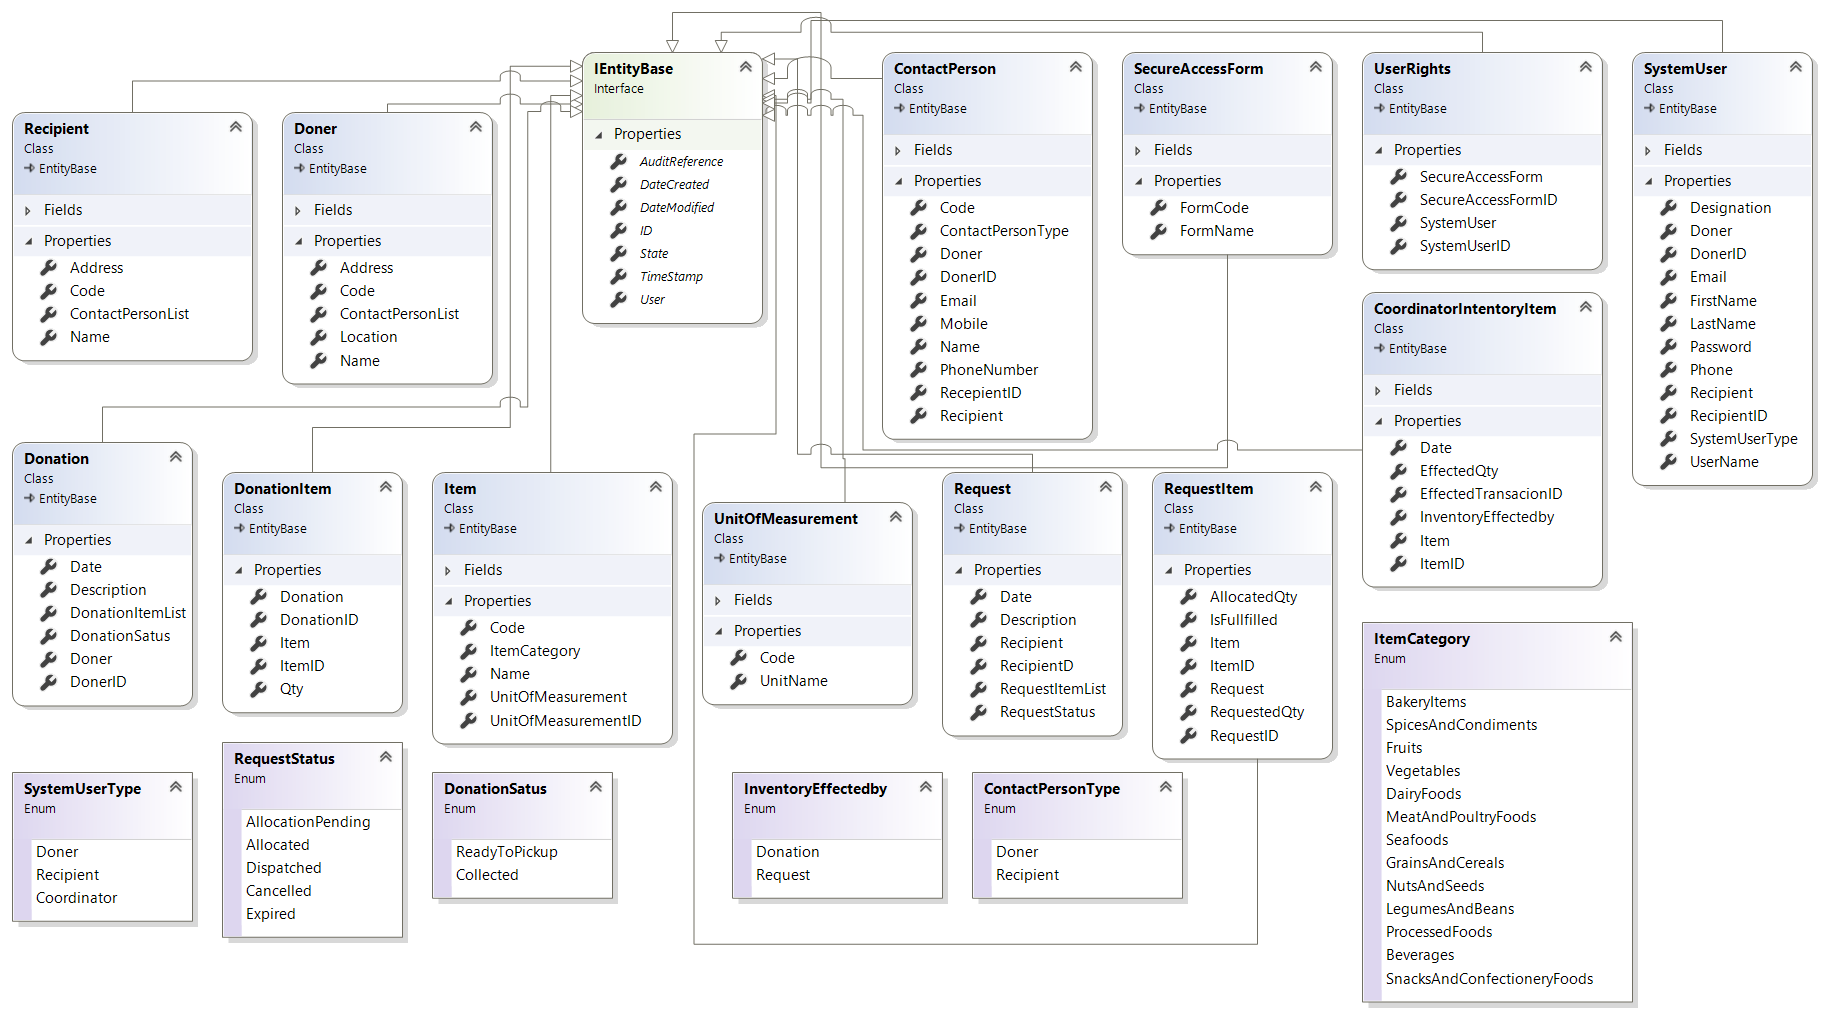 IEntityBase
Interface
Properties
AuditReference
DateCreated
DateModified
ID
State
TimeStamp
User
ContactPerson
Class
EntityBase
Fields
Properties
Code
ContactPersonType
Doner
DonerID
Email
Mobile
Name
PhoneNumber
RecepientID
Recipient
SecureAccessForm
Class
EntityBase
Fields
Properties
FormCode
FormName
UserRights
Class
EntityBase
Properties
SecureAccessForm
SecureAccessFormID
SystemUser
SystemUserID
SystemUser
Class
EntityBase
Fields
Properties
Designation
Doner
DonerID
Email
FirstName
LastName
Password
Phone
Recipient
RecipientID
SystemUserType
UserName
Recipient
Class
EntityBase
Fields
Properties
Address
Code
ContactPersonList
Name
Doner
Class
EntityBase
Fields
Properties
Address
Code
ContactPersonList
Location
Name
CoordinatorIntentoryItem
Class
EntityBase
Fields
Properties
Date
EffectedQty
EffectedTransacionID
InventoryEffectedby
Item
ItemID
Donation
Class
EntityBase
Properties
Date
Description
DonationItemList
DonationSatus
Doner
DonerID
DonationItem
Class
EntityBase
Properties
Donation
DonationID
Item
ItemID
Qty
Item
Class
EntityBase
Fields
Properties
Code
ItemCategory
Name
UnitOfMeasurement
UnitOfMeasurementID
UnitOfMeasurement
Class
EntityBase
Fields
Properties
Code
UnitName
Request
Class
EntityBase
Properties
Date
Description
Recipient
RecipientD
RequestItemList
RequestStatus
RequestItem
Class
EntityBase
Properties
AllocatedQty
IsFullfilled
Item
ItemID
Request
RequestedQty
RequestID
ItemCategory
Enum
BakeryItems
SpicesAndCondiments
Fruits
Vegetables
DairyFoods
MeatAndPoultryFoods
Seafoods
GrainsAndCereals
NutsAndSeeds
LegumesAndBeans
ProcessedFoods
Beverages
SnacksAndConfectioneryFoods
SystemUserType
Enum
Doner
Recipient
Coordinator
RequestStatus
Enum
AllocationPending
Allocated
Dispatched
Cancelled
Expired
DonationSatus
Enum
ReadyToPickup
Collected
InventoryEffectedby
Enum
Donation
Request
ContactPersonType
Enum
Doner
Recipient